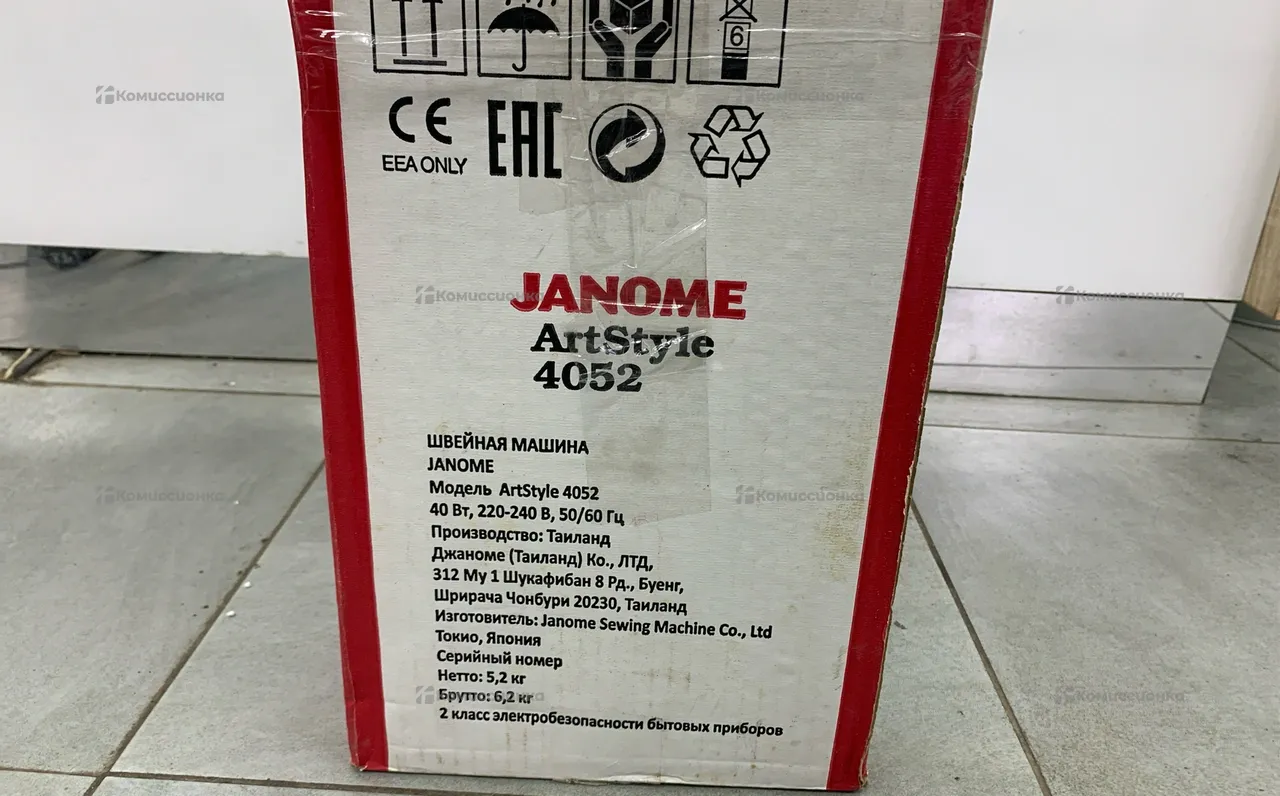 6
CE
EEA ONLY
EAC
JANOME
ArtStyle
4052
ШВЕЙНАЯ МАШИНА
JANOME
Модель ArtStyle 4052
40 Вт, 220-240 В, 50/60 Гц
Производство: Таиланд
Джаноме (Таиланд) Ко., ЛТД,
312 Му 1 Шукафибан 8 Рд., Буенг,
Шрирача Чонбури 20230, Таиланд
Изготовитель: Janome Sewing Machine Co., Ltd
Токио, Япония
Серийный номер
Нетто: 5,2 кг
Брутто: 6,2 кг
2 класс электробезопасности бытовых приборов
Комиссионка
Комиссионка
Комиссионка
Комиссионка
Комиссионка
Комиссионка
Комиссионка
Комиссионка